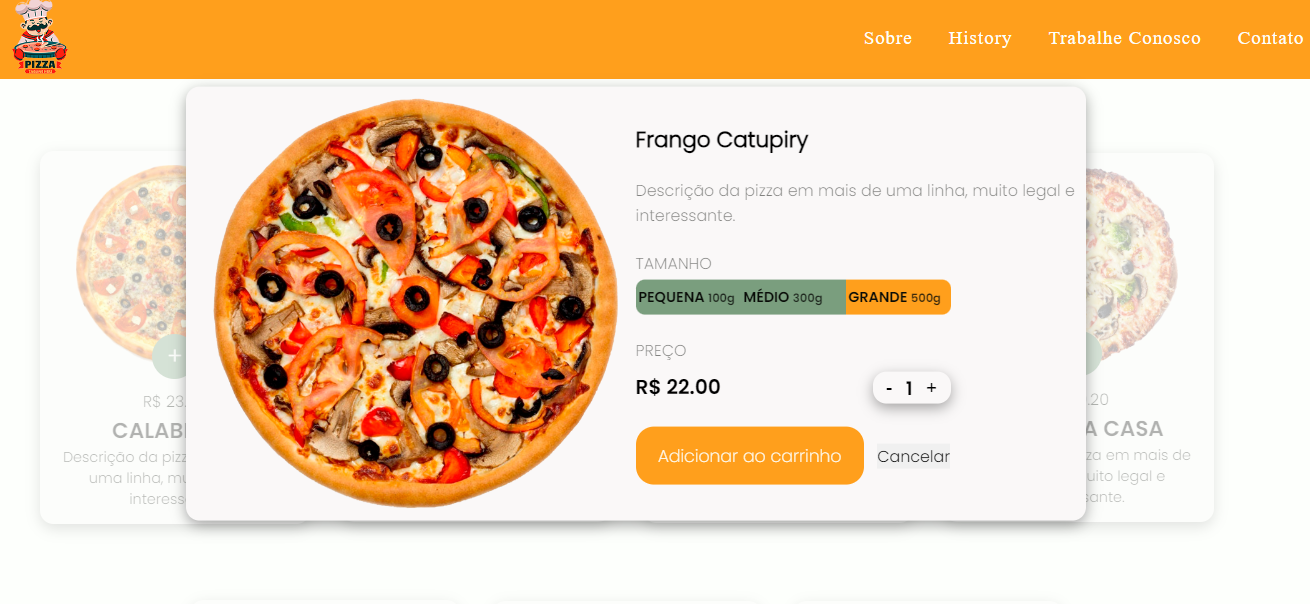 PIZZA
Sobre History Trabalhe Conosco Contato
Frango Catupiry
Descrição da pizza em mais de uma linha, muito legal e
interessante.
TAMANHO
PEQUENA 100g MÉDIO 300g GRANDE 500g
PREÇO
R$ 22.00
- 1 +
Adicionar ao carrinho Cancelar
+
R$ 23.
CALAB
Descrição da pizz
uma linha, mu
interess
.20
A CASA
za em mais de
uito legal e
sante.